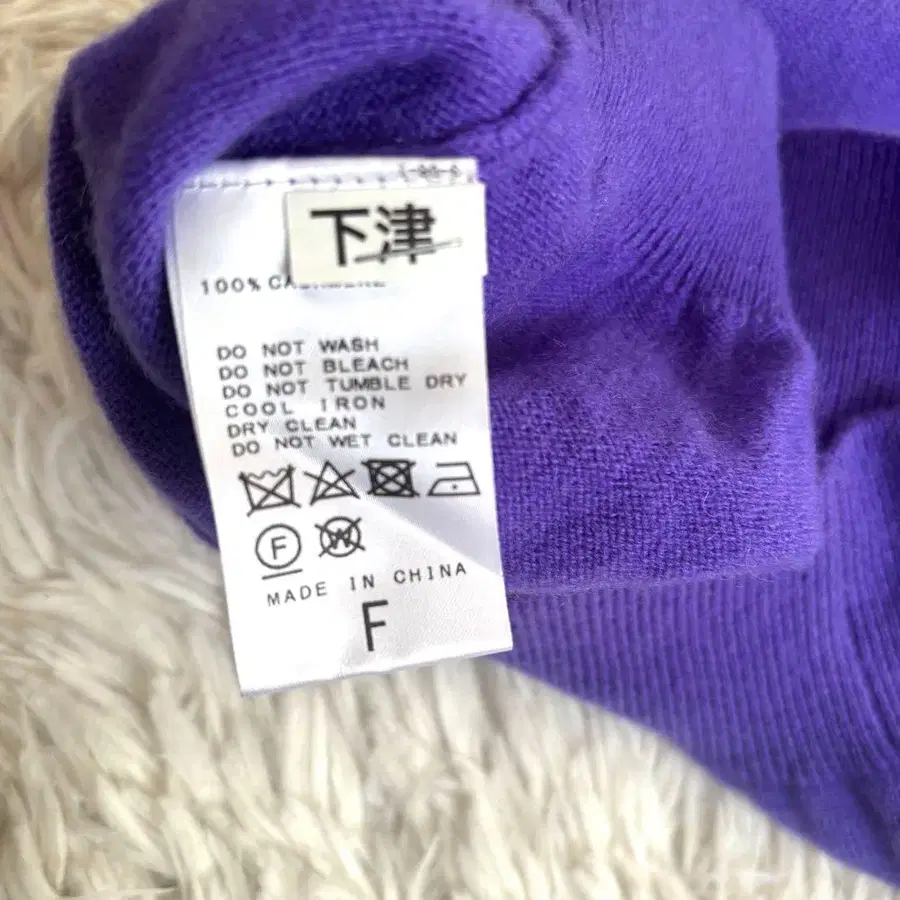 下津
100% CASHMERE
DO NOT WASH
DO NOT BLEACH
DO NOT TUMBLE DRY
COOL IRON
DRY CLEAN
DO NOT WET CLEAN
F W
MADE IN CHINA
F